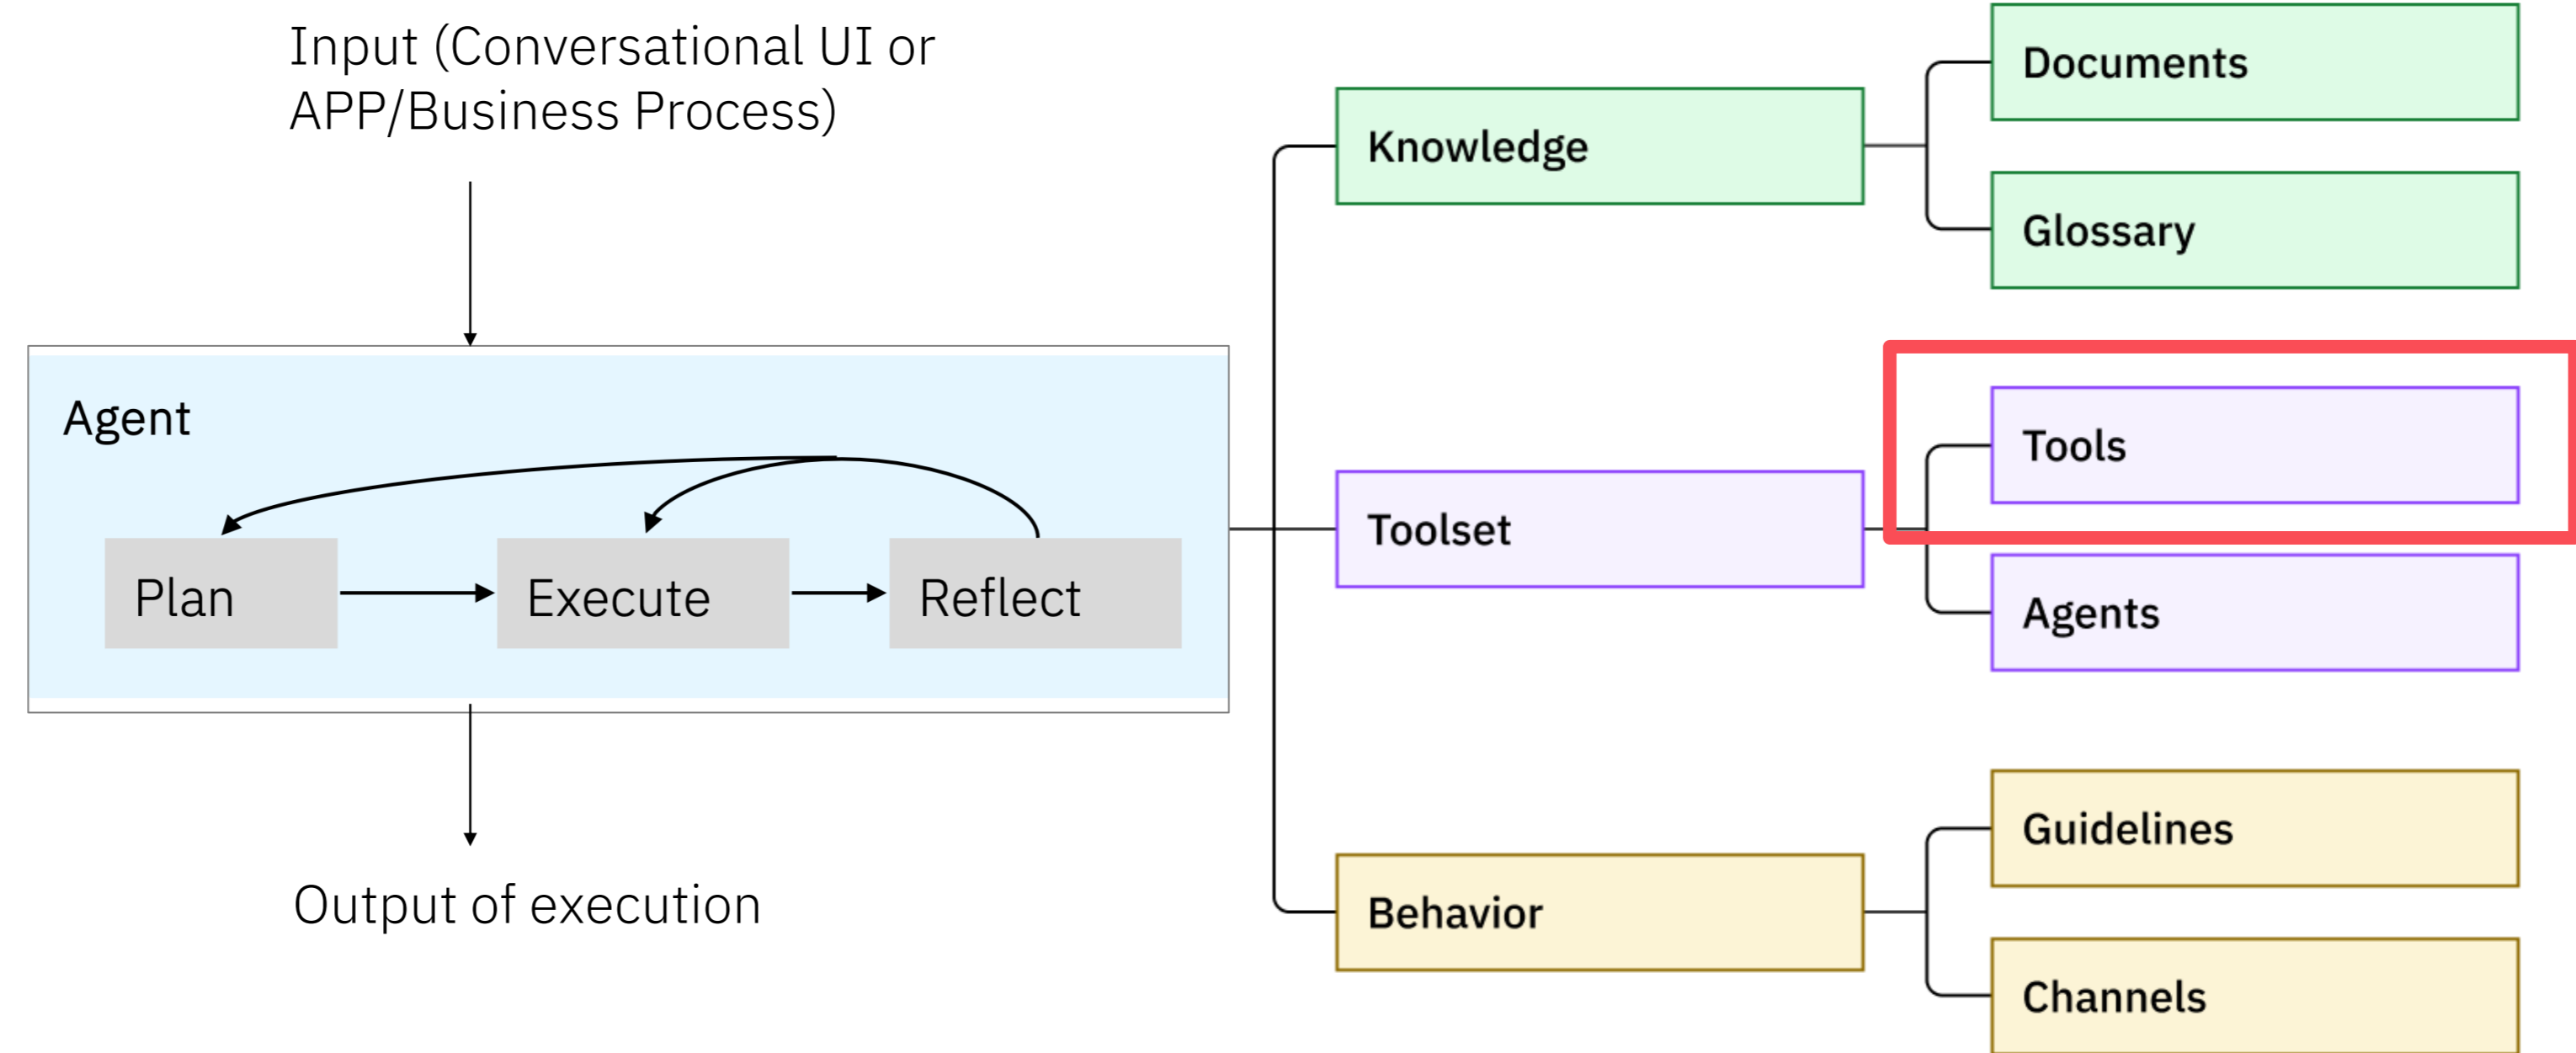 Input (Conversational UI or
APP/Business Process)
Agent
Plan
Execute
Reflect
Output of execution
Knowledge
Documents
Glossary
Toolset
Tools
Agents
Behavior
Guidelines
Channels